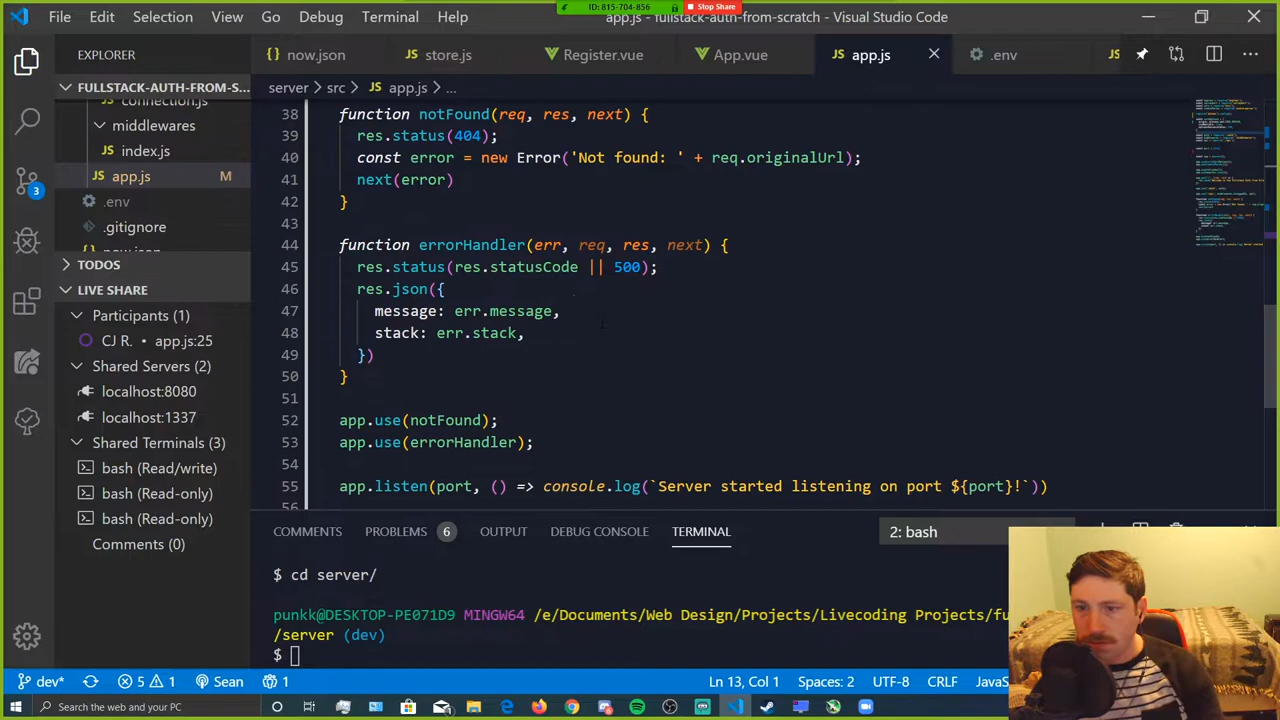 ID: 815-704-856 Stop Share
File Edit Selection View Go Debug Terminal Help app.js - fullstack-auth-from-scratch - Visual Studio Code
EXPLORER
now.json JS store.js Register.vue App.vue JS app.js .env JS
FULLSTACK-AUTH-FROM-S...
server > src > JS app.js > ...
connection.js
middlewares
JS index.js
JS app.js M
.env
.gitignore
TODOS
LIVE SHARE
Participants (1)
CJ R. • app.js:25
Shared Servers (2)
localhost:8080
localhost:1337
Shared Terminals (3)
bash (Read/write)
bash (Read-only)
bash (Read-only)
Comments (0)
3
38 function notFound(req, res, next) {
39 res.status(404);
40 const error = new Error('Not found: ' + req.originalUrl);
41 next(error)
42 }
43
44 function errorHandler(err, req, res, next) {
45 res.status(res.statusCode || 500);
46 res.json({
47 message: err.message,
48 stack: err.stack,
49 })
50 }
51
52 app.use(notFound);
53 app.use(errorHandler);
54
55 app.listen(port, () => console.log(`Server started listening on port ${port}!`))
COMMENTS PROBLEMS 6 OUTPUT DEBUG CONSOLE TERMINAL 2: bash
$ cd server/
punkk@DESKTOP-PE071D9 MINGW64 /e/Documents/Web Design/Projects/Livecoding Projects/fu
/server (dev)
$
dev* 5 1 Sean 1 Ln 13, Col 1 Spaces: 2 UTF-8 CRLF
Search Windows and your PC